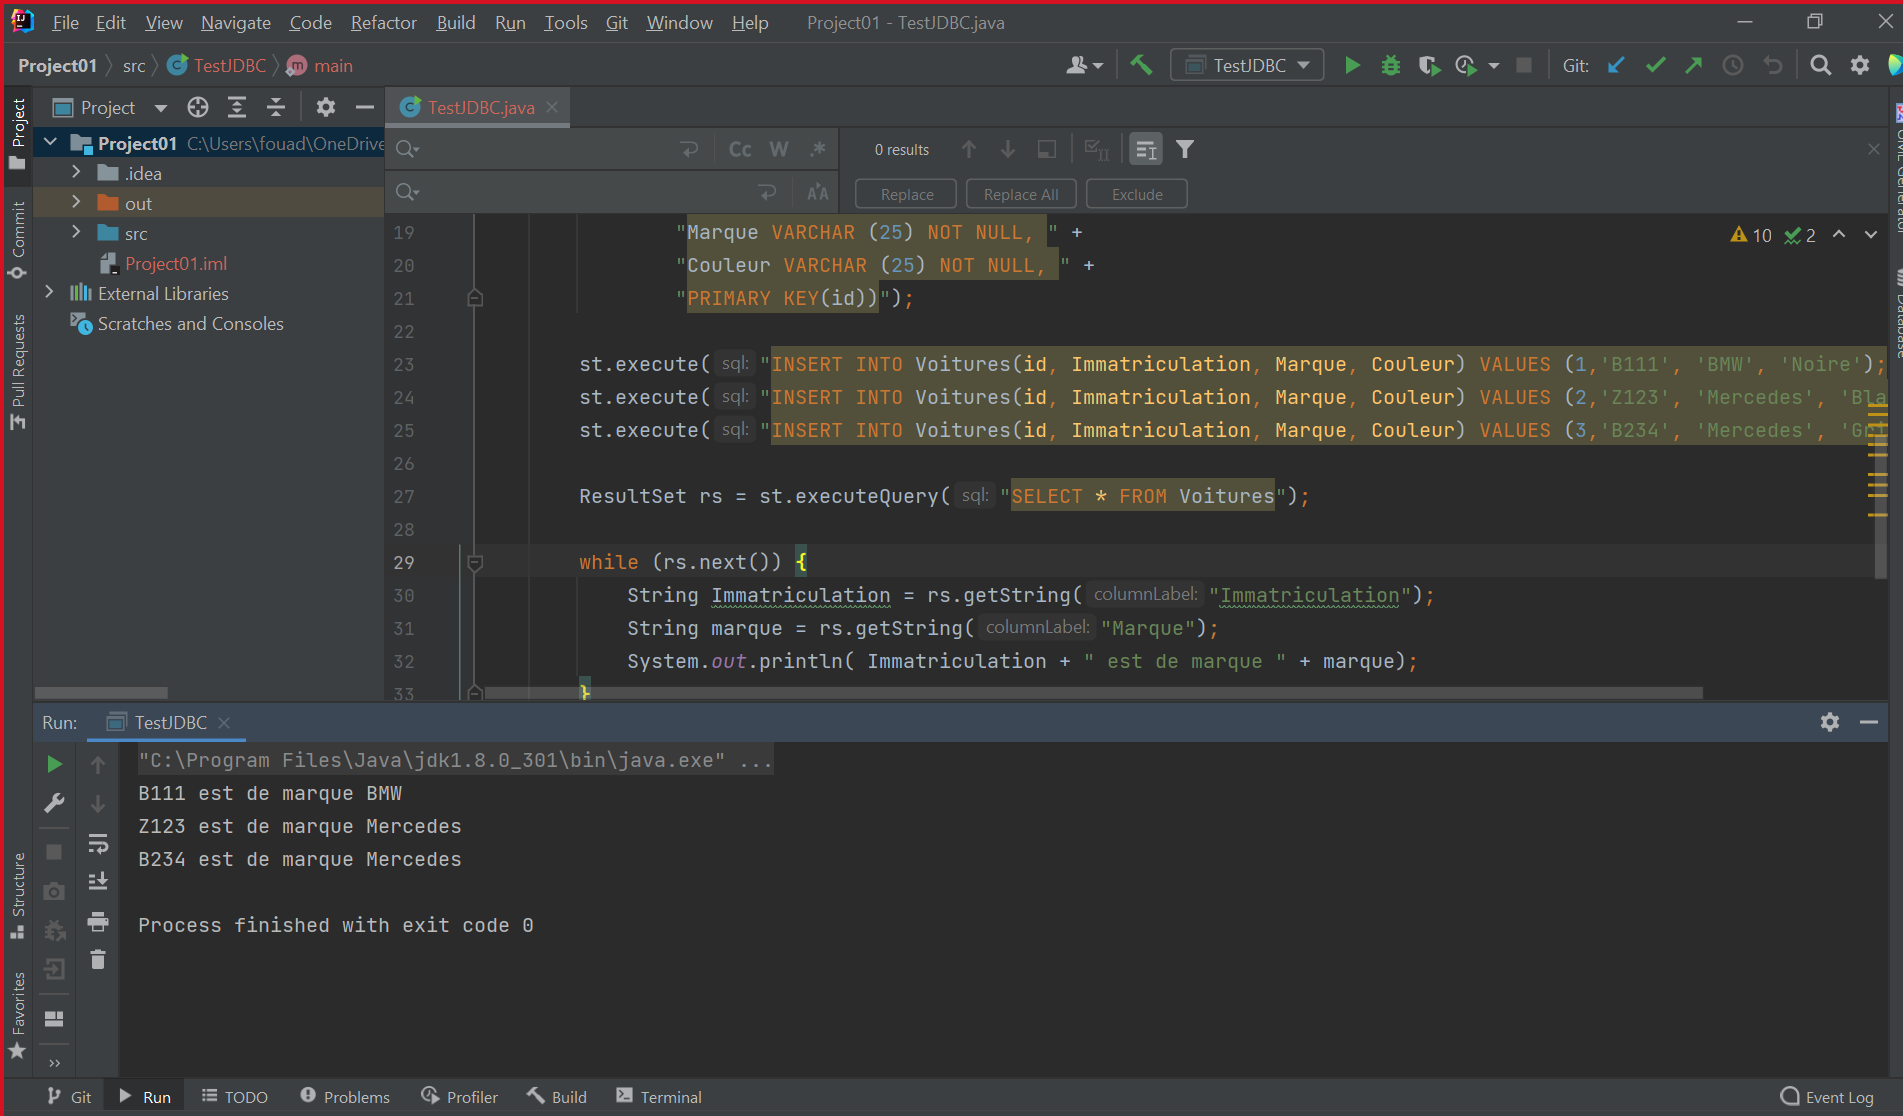 File Edit View Navigate Code Refactor Build Run Tools Git Window Help Project01 - TestJDBC.java
Project01 src TestJDBC main TestJDBC Git:
Project TestJDBC.java
Project
Commit
Pull Requests
Structure
Favorites
Project01 C:\Users\fouad\OneDrive
.idea
out
src
Project01.iml
External Libraries
Scratches and Consoles
Cc W .* 0 results
Replace Replace All Exclude
10 2
19 "Marque VARCHAR (25) NOT NULL, " +
20 "Couleur VARCHAR (25) NOT NULL, " +
21 "PRIMARY KEY(id))");
22
23 st.execute( sql: "INSERT INTO Voitures(id, Immatriculation, Marque, Couleur) VALUES (1,'B111', 'BMW', 'Noire');
24 st.execute( sql: "INSERT INTO Voitures(id, Immatriculation, Marque, Couleur) VALUES (2,'Z123', 'Mercedes', 'Bla
25 st.execute( sql: "INSERT INTO Voitures(id, Immatriculation, Marque, Couleur) VALUES (3,'B234', 'Mercedes', 'Gri
26
27 ResultSet rs = st.executeQuery( sql: "SELECT * FROM Voitures");
28
29 while (rs.next()) {
30 String Immatriculation = rs.getString( columnLabel: "Immatriculation");
31 String marque = rs.getString( columnLabel: "Marque");
32 System.out.println( Immatriculation + " est de marque " + marque);
33 }
Database
Run: TestJDBC
"C:\Program Files\Java\jdk1.8.0_301\bin\java.exe" ...
B111 est de marque BMW
Z123 est de marque Mercedes
B234 est de marque Mercedes
Process finished with exit code 0
Git Run TODO Problems Profiler Build Terminal Event Log